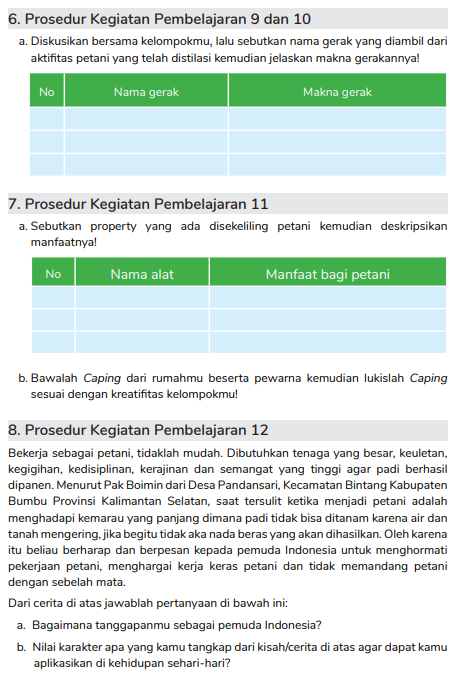 6. Prosedur Kegiatan Pembelajaran 9 dan 10
a. Diskusikan bersama kelompokmu, lalu sebutkan nama gerak yang diambil dari
aktifitas petani yang telah distilasi kemudian jelaskan makna gerakannya!
No Nama gerak Makna gerak
7. Prosedur Kegiatan Pembelajaran 11
a. Sebutkan property yang ada disekeliling petani kemudian deskripsikan
manfaatnya!
No Nama alat Manfaat bagi petani
b. Bawalah Caping dari rumahmu beserta pewarna kemudian lukislah Caping
sesuai dengan kreatifitas kelompokmu!
8. Prosedur Kegiatan Pembelajaran 12
Bekerja sebagai petani, tidaklah mudah. Dibutuhkan tenaga yang besar, keuletan,
kegigihan, kedisiplinan, kerajinan dan semangat yang tinggi agar padi berhasil
dipanen. Menurut Pak Boimin dari Desa Pandansari, Kecamatan Bintang Kabupaten
Bumbu Provinsi Kalimantan Selatan, saat tersulit ketika menjadi petani adalah
menghadapi kemarau yang panjang dimana padi tidak bisa ditanam karena air dan
tanah mengering, jika begitu tidak aka nada beras yang akan dihasilkan. Oleh karena
itu beliau berharap dan berpesan kepada pemuda Indonesia untuk menghormati
pekerjaan petani, menghargai kerja keras petani dan tidak memandang petani
dengan sebelah mata.
Dari cerita di atas jawablah pertanyaan di bawah ini:
a. Bagaimana tanggapanmu sebagai pemuda Indonesia?
b. Nilai karakter apa yang kamu tangkap dari kisah/cerita di atas agar dapat kamu
aplikasikan di kehidupan sehari-hari?